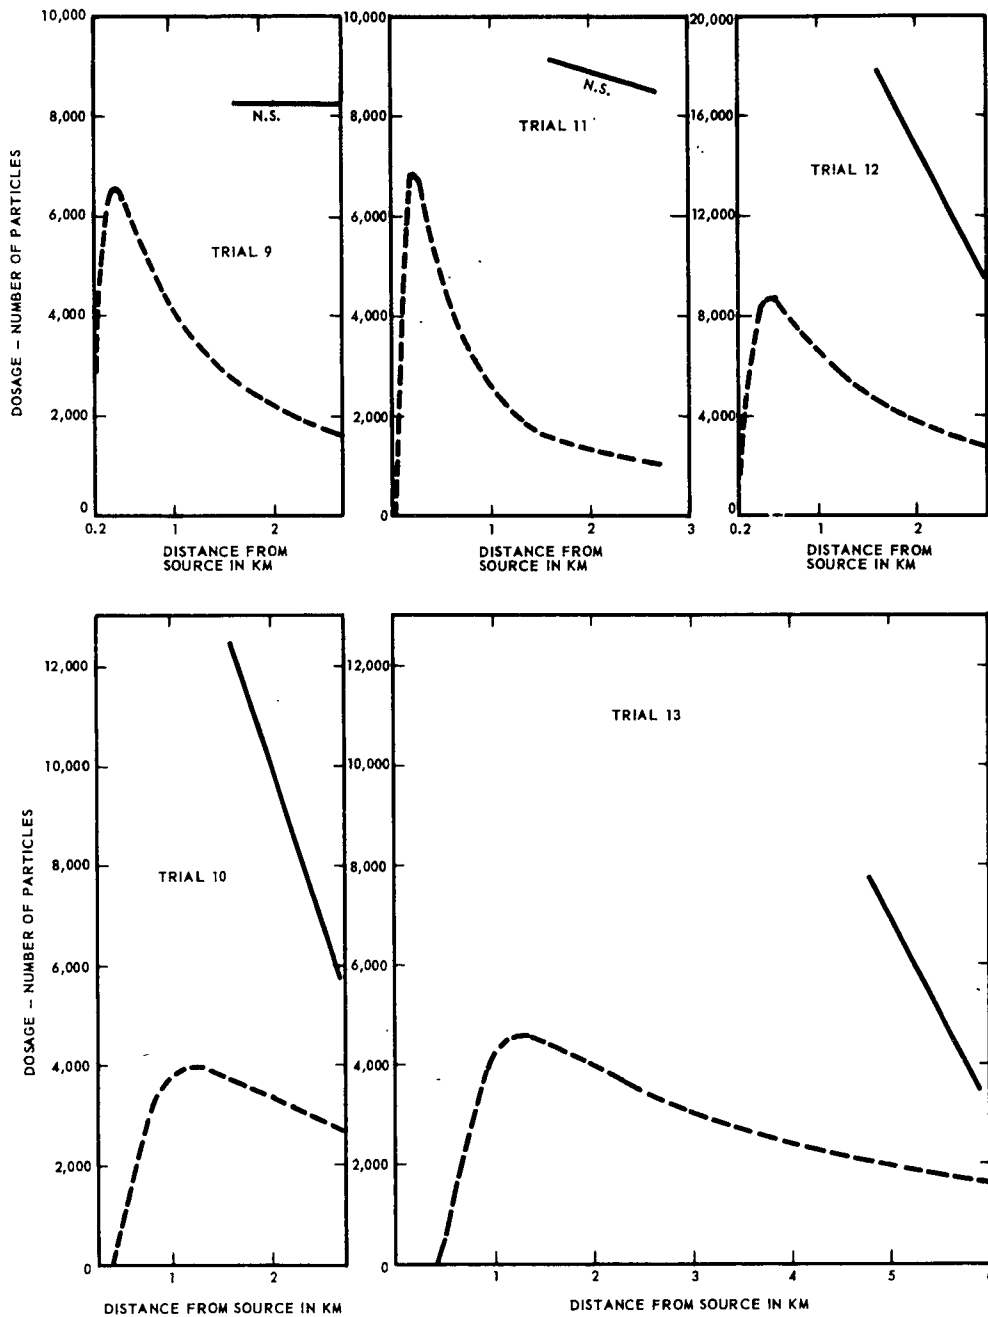 DOSAGE – NUMBER OF PARTICLES
10,000
8,000
6,000
4,000
2,000
0
N.S.
TRIAL 9
0.2 1 2
DISTANCE FROM
SOURCE IN KM
10,000
8,000
6,000
4,000
2,000
0
N.S.
TRIAL 11
1 2 3
DISTANCE FROM
SOURCE IN KM
20,000
16,000
12,000
8,000
4,000
0
TRIAL 12
0.2 1 2
DISTANCE FROM
SOURCE IN KM
DOSAGE – NUMBER OF PARTICLES
12,000
10,000
8,000
6,000
4,000
2,000
0
TRIAL 10
1 2
DISTANCE FROM SOURCE IN KM
12,000
10,000
8,000
6,000
4,000
2,000
0
TRIAL 13
1 2 3 4 5 6
DISTANCE FROM SOURCE IN KM